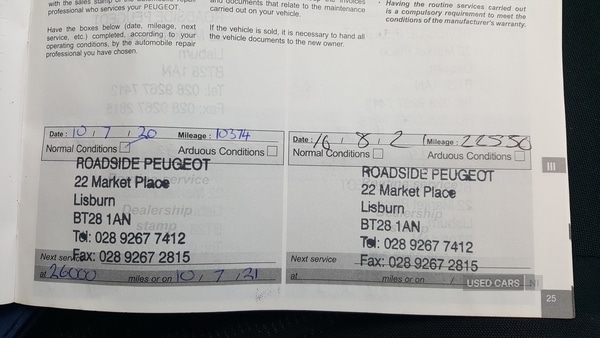 with the sales stamp
professional who services your PEUGEOT.
Have the boxes below (date, mileage, next
service, etc.) completed, according to your
operating conditions, by the automobile repair
professional you have chosen.
and documents that relate to the maintenance
carried out on your vehicle.
If the vehicle is sold, it is necessary to hand all
the vehicle documents to the new owner.
• Having the routine services carried out
is a compulsory requirement to meet the
conditions of the manufacturer's warranty.
Date : 10 / 7 / 20 Mileage : 10374
Normal Conditions Arduous Conditions
ROADSIDE PEUGEOT
22 Market Place
Lisburn
BT28 1AN
Dealership
stamp
Tel: 028 9267 7412
Fax: 028 9267 2815
Next service
at 26000 miles or on 10 / 7 / 21
Date : 16 / 8 / 21 Mileage : 22550
Normal Conditions Arduous Conditions
ROADSIDE PEUGEOT
22 Market Place
Lisburn
BT28 1AN
Tel: 028 9267 7412
Fax: 028 9267 2815
Next service
at miles or on /
III
USED CARS
25